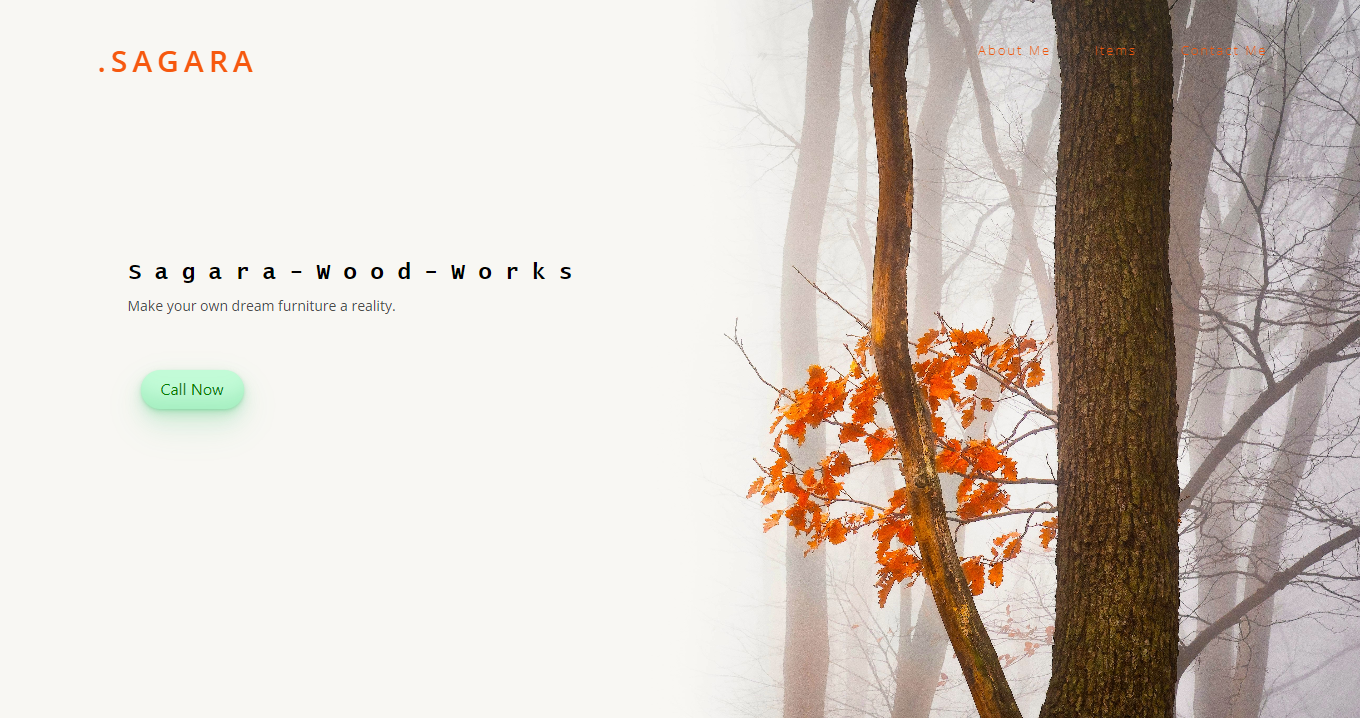 .SAGARA
About Me Items Contact Me
Sagara-Wood-Works
Make your own dream furniture a reality.
Call Now